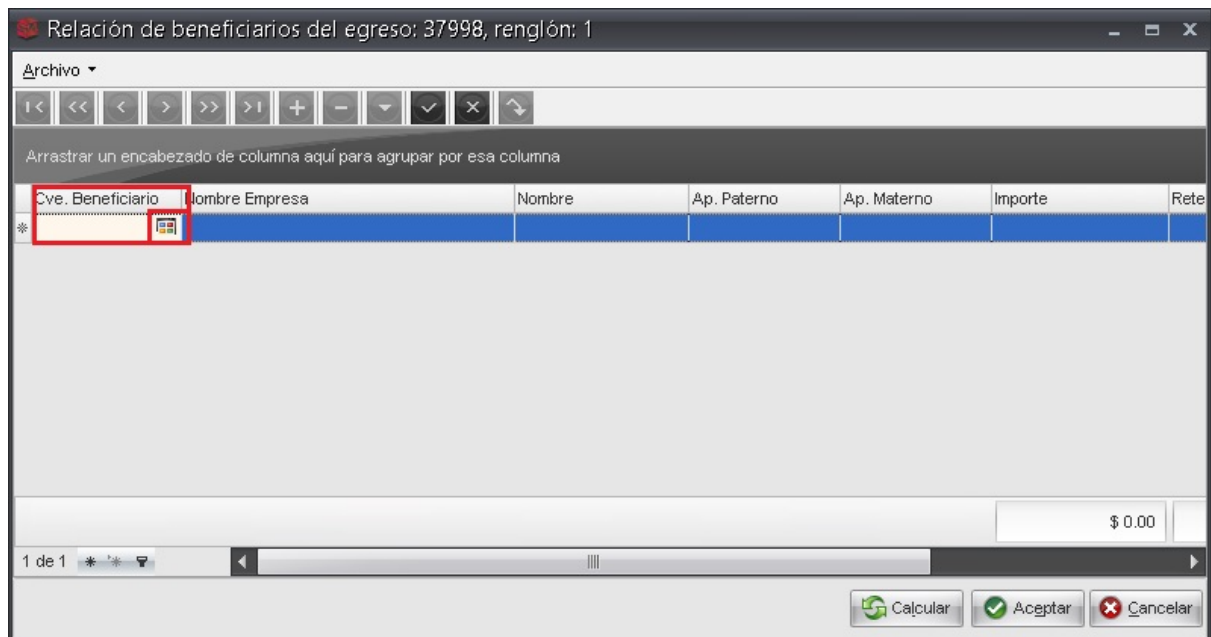 Relación de beneficiarios del egreso: 37998, renglón: 1
Archivo
Arrastrar un encabezado de columna aquí para agrupar por esa columna
Cve. Beneficiario Nombre Empresa Nombre Ap. Paterno Ap. Materno Importe Rete
$ 0.00
1 de 1
Calcular Aceptar Cancelar